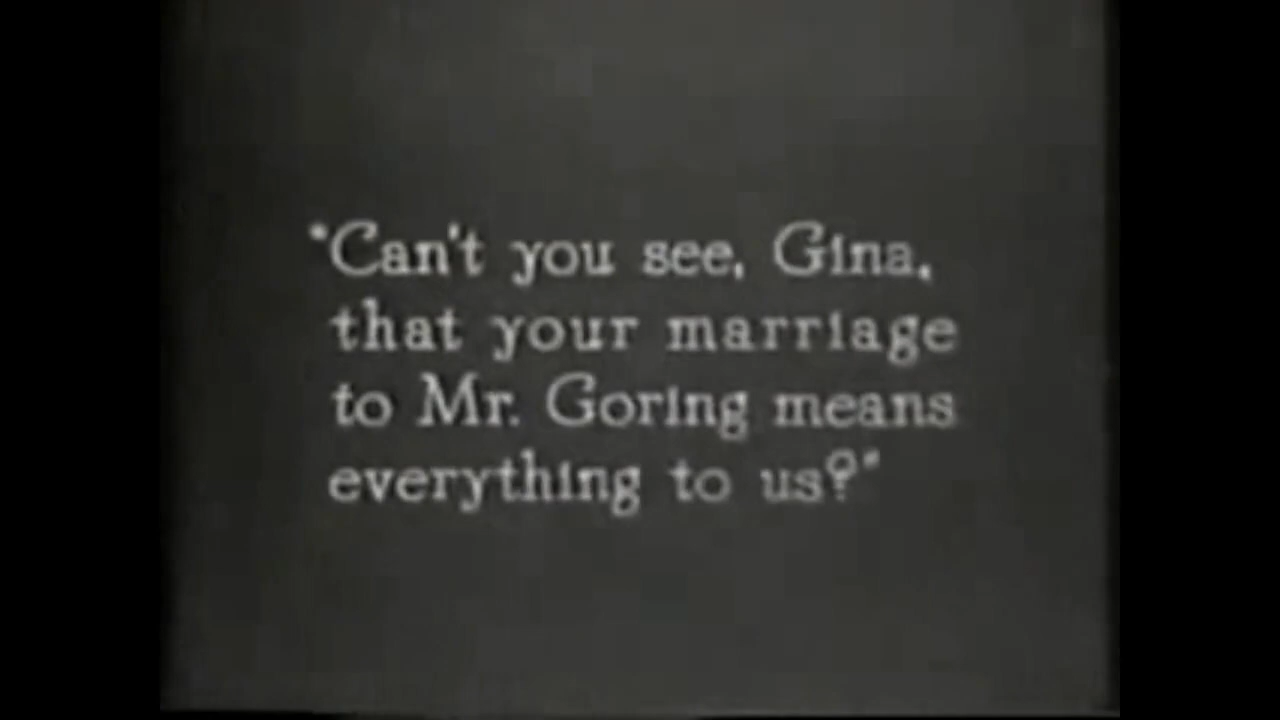 "Can't you see, Gina,
that your marriage
to Mr. Goring means
everything to us?"